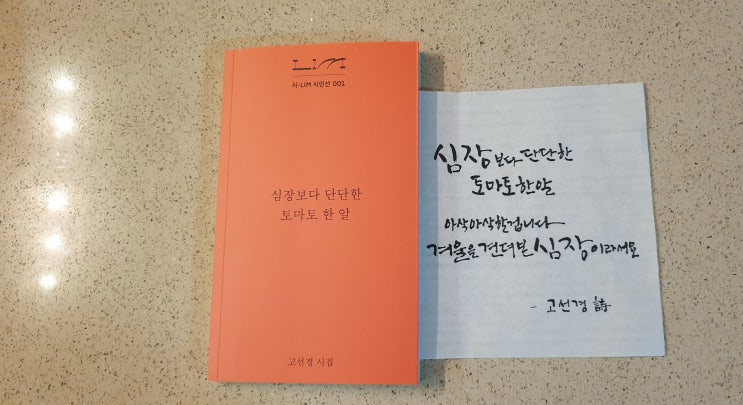 LIM
시-LIM 시인선 001
심장보다 단단한
토마토 한 알
고선경 시집
심장보다 단단한
토마토 한 알
아삭아삭할겁니다
겨울을 견뎌본 심장이라서요
- 고선경 詩